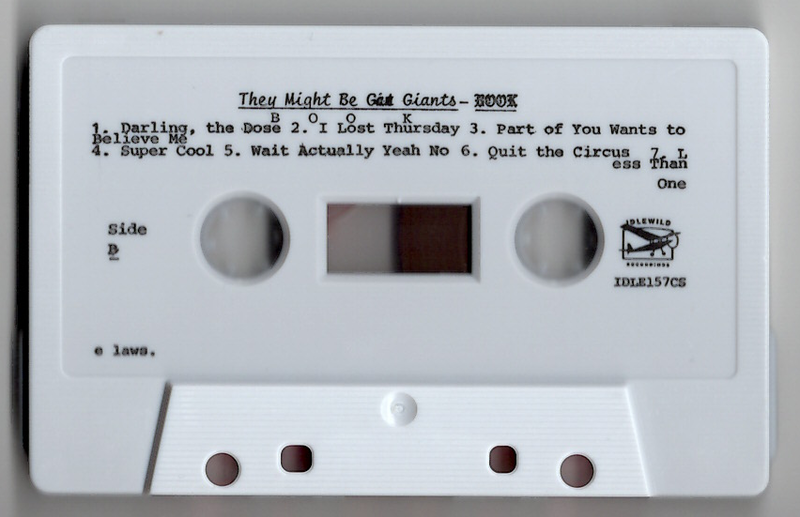 They Might Be Giants- BOOK
B O O K
1. Darling, the Dose 2. I Lost Thursday 3. Part of You Wants to
Believe Me
4. Super Cool 5. Wait Actually Yeah No 6. Quit the Circus 7. L
ess Than
One
Side
B
IDLEWILD
RECORDINGS
IDLE157CS
e laws.